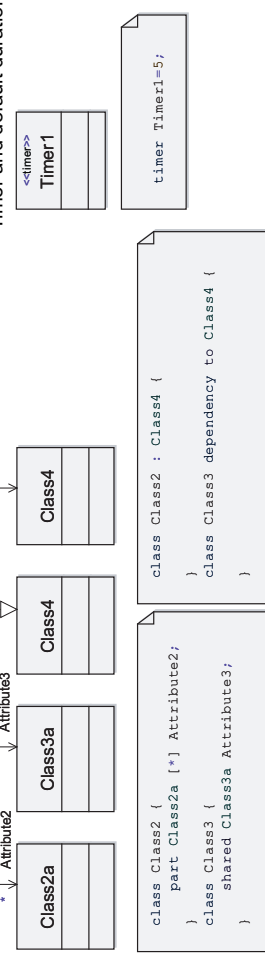 Timer and default duration
* Attribute2
Attribute3
Class2a
Class3a
Class4
Class4
<<timer>>
Timer1
class Class2 {
part Class2a [*] Attribute2;
}
class Class3 {
shared Class3a Attribute3;
}
class Class2 : Class4 {
}
class Class3 dependency to Class4 {
}
timer Timer1=5;